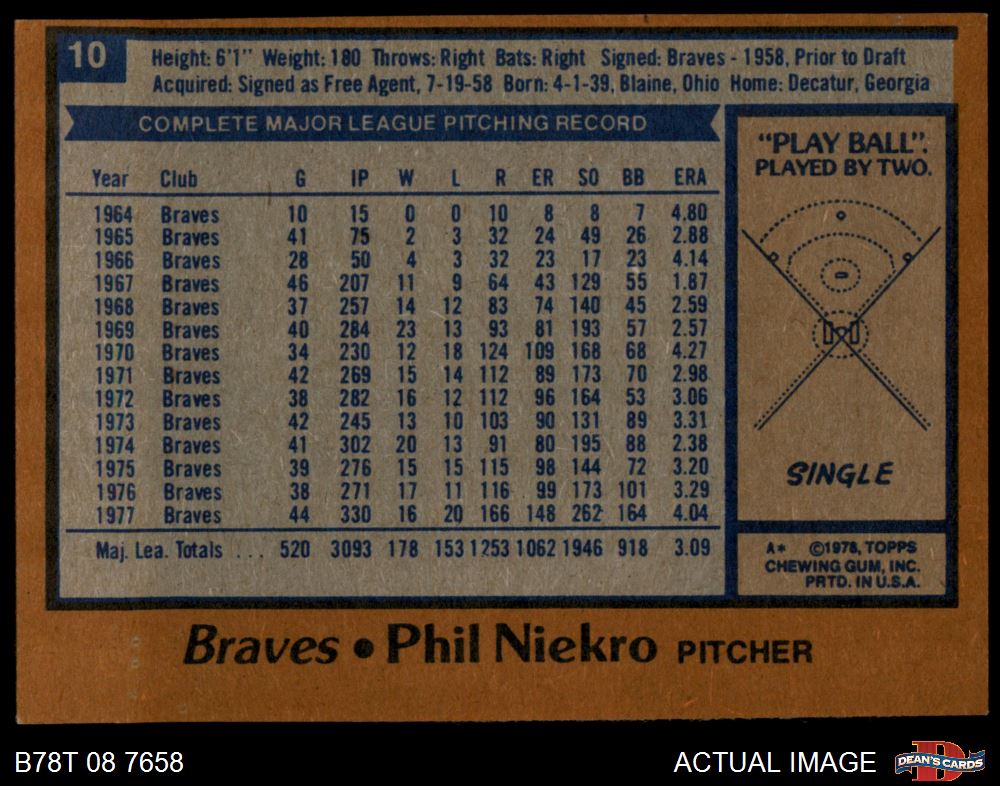 10
Height: 6'1" Weight: 180 Throws: Right Bats: Right Signed: Braves - 1958, Prior to Draft
Acquired: Signed as Free Agent, 7-19-58 Born: 4-1-39, Blaine, Ohio Home: Decatur, Georgia
COMPLETE MAJOR LEAGUE PITCHING RECORD
Year Club G IP W L R ER SO BB ERA
1964 Braves 10 15 0 0 10 8 8 7 4.80
1965 Braves 41 75 2 3 32 24 49 26 2.88
1966 Braves 28 50 4 3 32 23 17 23 4.14
1967 Braves 46 207 11 9 64 43 129 55 1.87
1968 Braves 37 257 14 12 83 74 140 45 2.59
1969 Braves 40 284 23 13 93 81 193 57 2.57
1970 Braves 34 230 12 18 124 109 168 68 4.27
1971 Braves 42 269 15 14 112 89 173 70 2.98
1972 Braves 38 282 16 12 112 96 164 53 3.06
1973 Braves 42 245 13 10 103 90 131 89 3.31
1974 Braves 41 302 20 13 91 80 195 88 2.38
1975 Braves 39 276 15 15 115 98 144 72 3.20
1976 Braves 38 271 17 11 116 99 173 101 3.29
1977 Braves 44 330 16 20 166 148 262 164 4.04
Maj. Lea. Totals ... 520 3093 178 153 1253 1062 1946 918 3.09
"PLAY BALL".
PLAYED BY TWO.
SINGLE
A* ©1978, TOPPS
CHEWING GUM, INC.
PRTD. IN U.S.A.
Braves • Phil Niekro PITCHER
B78T 08 7658
ACTUAL IMAGE
D
DEAN'S CARDS